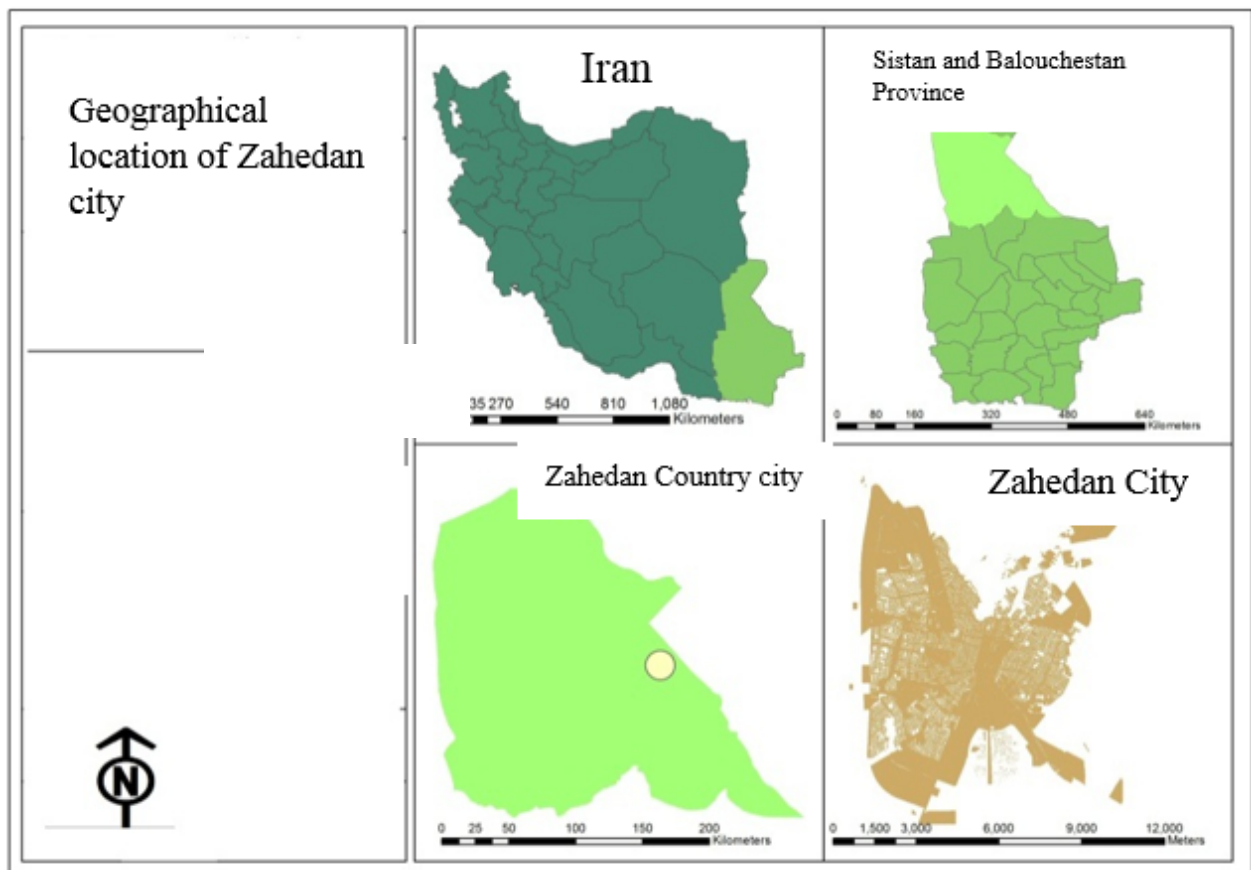 Geographical
location of Zahedan
city
N
Iran
35 270 540 810 1,080
Kilometers
Sistan and Balouchestan
Province
0 80 160 320 480 640
Kilometers
Zahedan Country city
0 25 50 100 150 200
Kilometers
Zahedan City
0 1,500 3,000 6,000 9,000 12,000
Meters